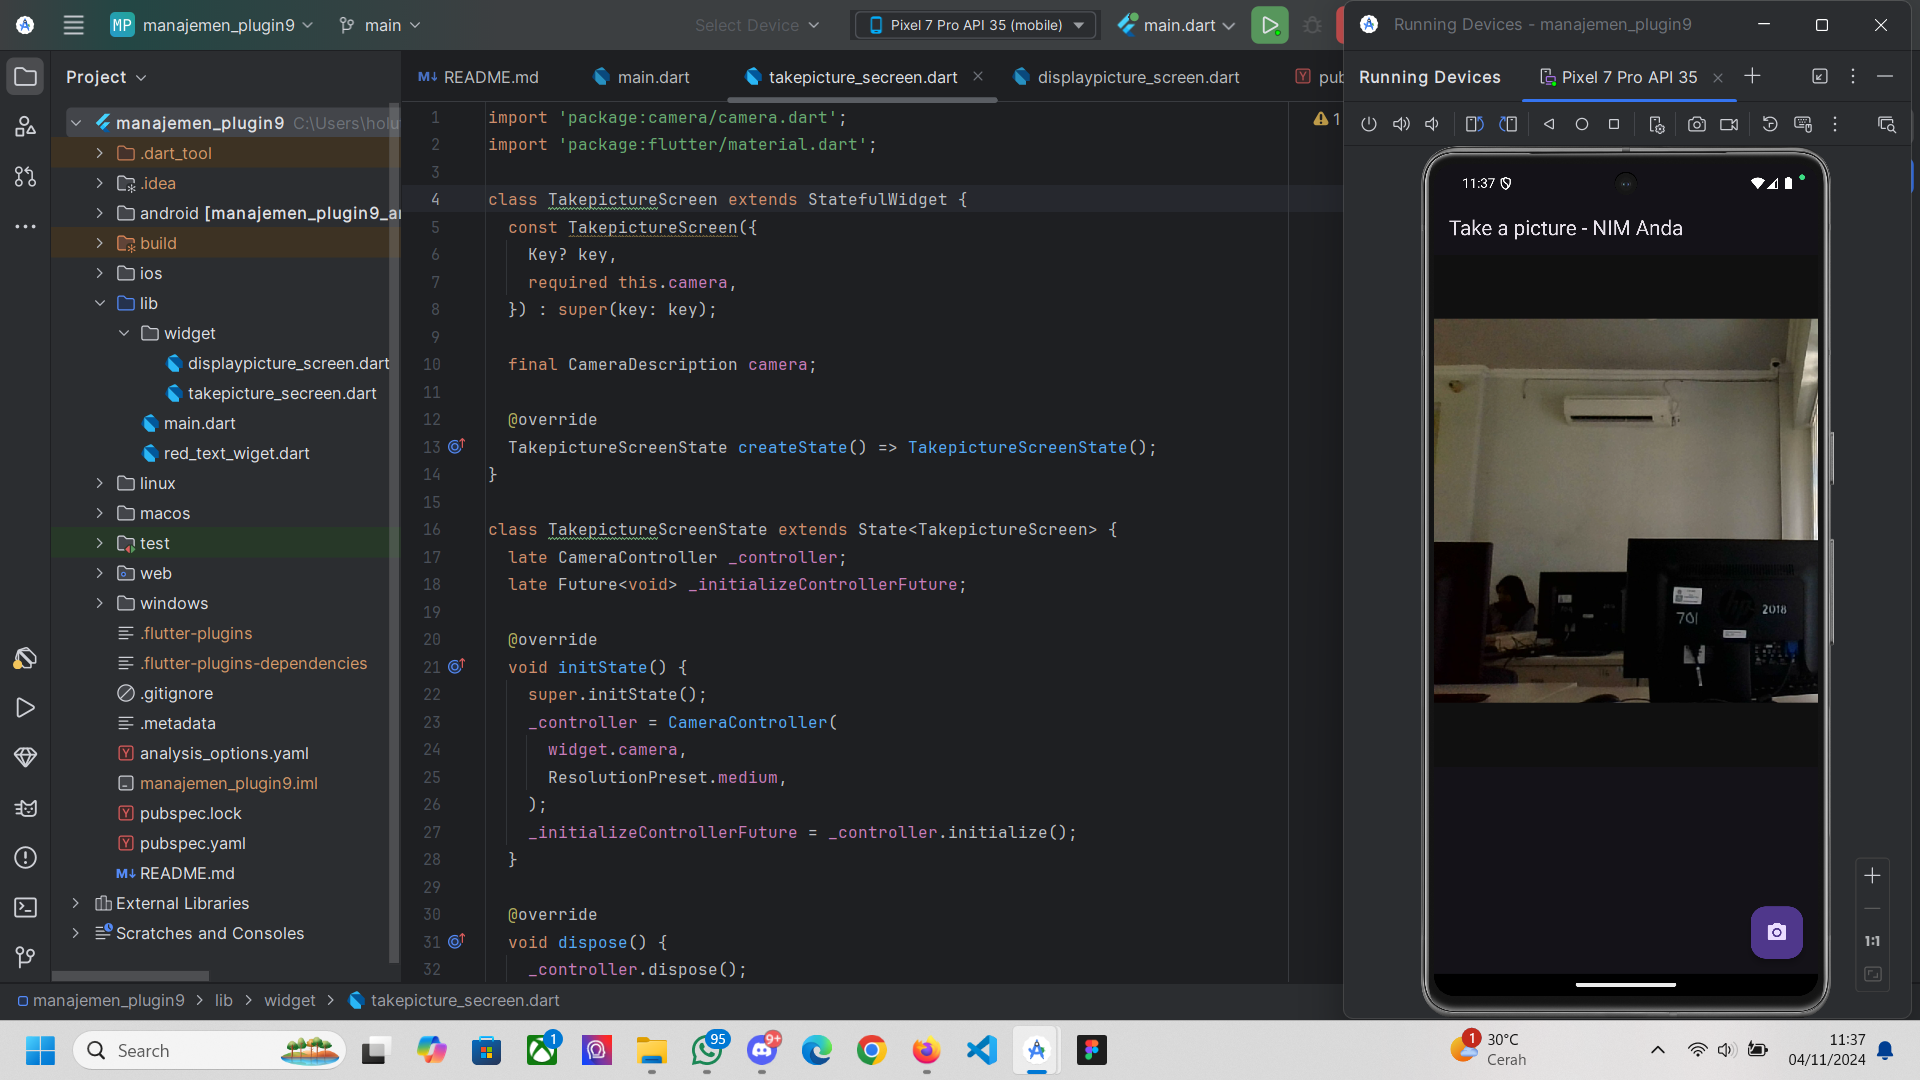 MP manajemen_plugin9 main Select Device Pixel 7 Pro API 35 (mobile) main.dart
Running Devices - manajemen_plugin9
Project
M↓ README.md main.dart takepicture_secreen.dart displaypicture_screen.dart Y pub
Running Devices Pixel 7 Pro API 35
manajemen_plugin9 C:\Users\holu
.dart_tool
.idea
android [manajemen_plugin9_a
build
ios
lib
widget
displaypicture_screen.dart
takepicture_secreen.dart
main.dart
red_text_wiget.dart
linux
macos
test
web
windows
.flutter-plugins
.flutter-plugins-dependencies
.gitignore
.metadata
analysis_options.yaml
manajemen_plugin9.iml
pubspec.lock
pubspec.yaml
M↓ README.md
External Libraries
Scratches and Consoles
1 import 'package:camera/camera.dart';
2 import 'package:flutter/material.dart';
3
4 class TakepictureScreen extends StatefulWidget {
5 const TakepictureScreen({
6 Key? key,
7 required this.camera,
8 }) : super(key: key);
9
10 final CameraDescription camera;
11
12 @override
13 TakepictureScreenState createState() => TakepictureScreenState();
14 }
15
16 class TakepictureScreenState extends State<TakepictureScreen> {
17 late CameraController _controller;
18 late Future<void> _initializeControllerFuture;
19
20 @override
21 void initState() {
22 super.initState();
23 _controller = CameraController(
24 widget.camera,
25 ResolutionPreset.medium,
26 );
27 _initializeControllerFuture = _controller.initialize();
28 }
29
30 @override
31 void dispose() {
32 _controller.dispose();
1
11:37
Take a picture - NIM Anda
701
hp
2018
1:1
manajemen_plugin9 > lib > widget > takepicture_secreen.dart
Search
1
95
9+
1
30°C
Cerah
11:37
04/11/2024